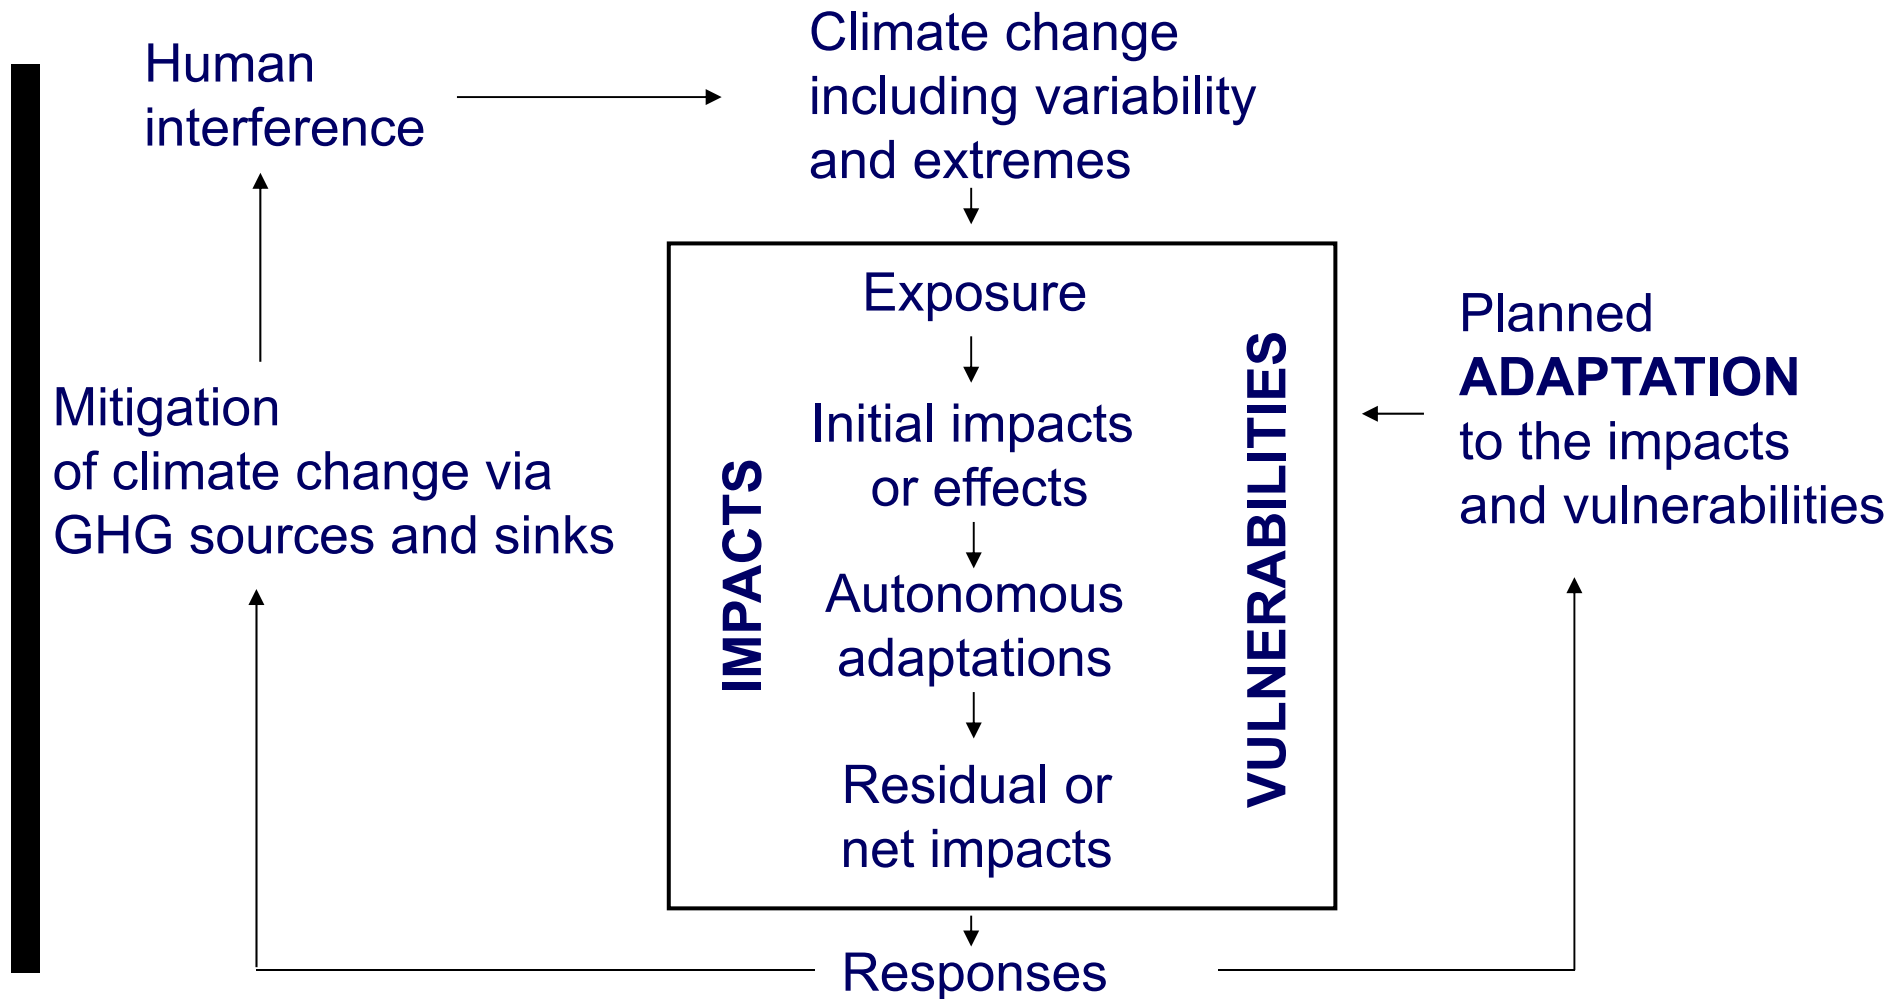 Human
interference
Climate change
including variability
and extremes
Mitigation
of climate change via
GHG sources and sinks
IMPACTS
Exposure
Initial impacts
or effects
Autonomous
adaptations
Residual or
net impacts
VULNERABILITIES
Planned
ADAPTATION
to the impacts
and vulnerabilities
Responses